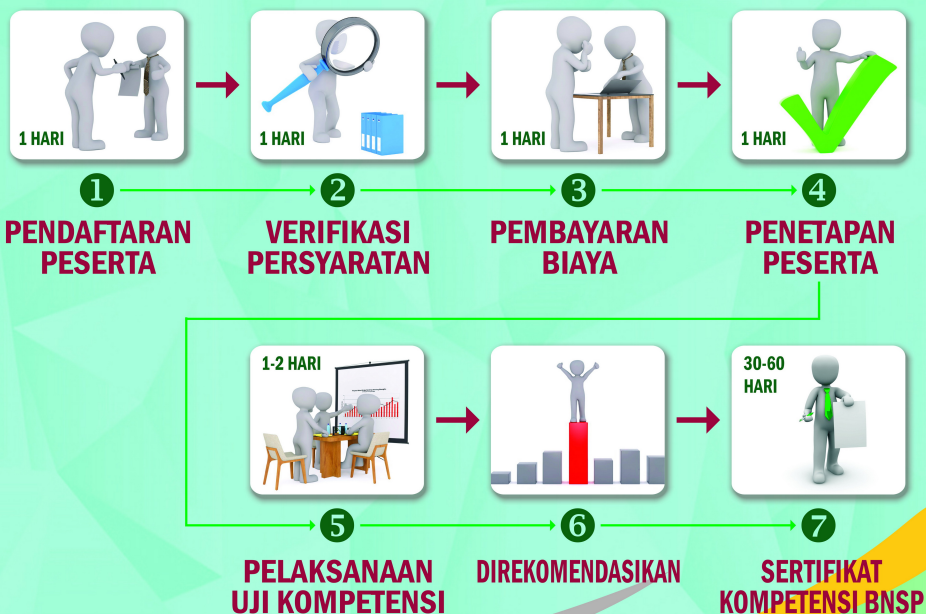 1 HARI
1 HARI
1 HARI
1 HARI
1
2
3
4
PENDAFTARAN
PESERTA
VERIFIKASI
PERSYARATAN
PEMBAYARAN
BIAYA
PENETAPAN
PESERTA
1-2 HARI
30-60
HARI
5
6
7
PELAKSANAAN
UJI KOMPETENSI
DIREKOMENDASIKAN
SERTIFIKAT
KOMPETENSI BNSP